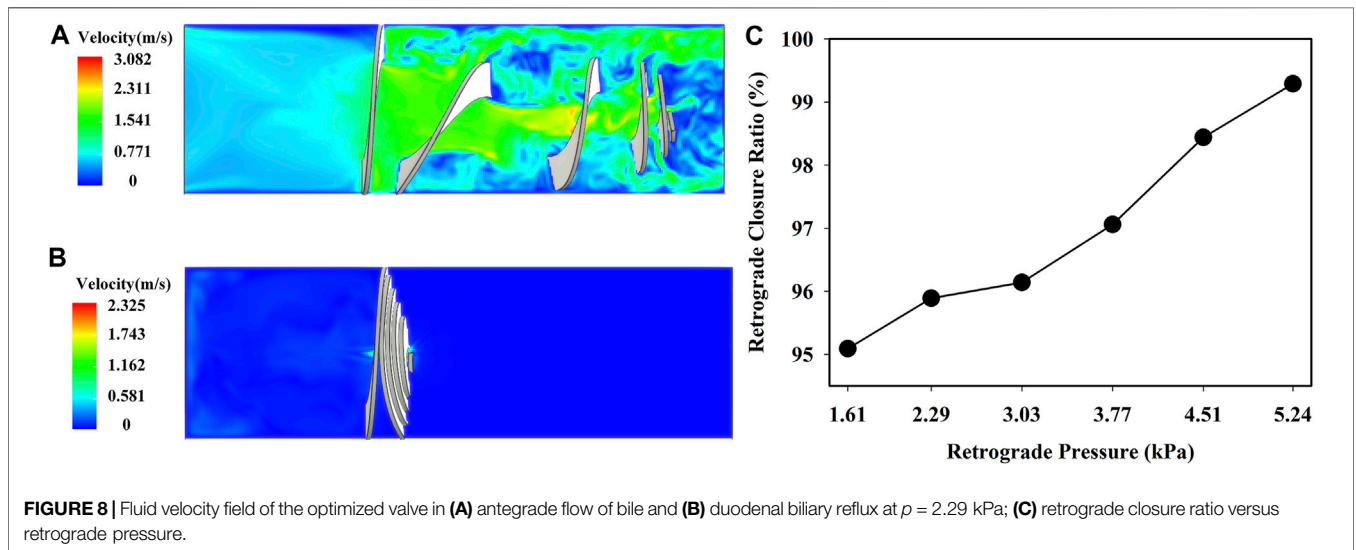 A
Velocity(m/s)
3.082
2.311
1.541
0.771
0
B
Velocity(m/s)
2.325
1.743
1.162
0.581
0
C
Retrograde Closure Ratio (%)
100
99
98
97
96
95
1.61 2.29 3.03 3.77 4.51 5.24
Retrograde Pressure (kPa)
FIGURE 8 | Fluid velocity field of the optimized valve in (A) antegrade flow of bile and (B) duodenal biliary reflux at p = 2.29 kPa; (C) retrograde closure ratio versus
retrograde pressure.